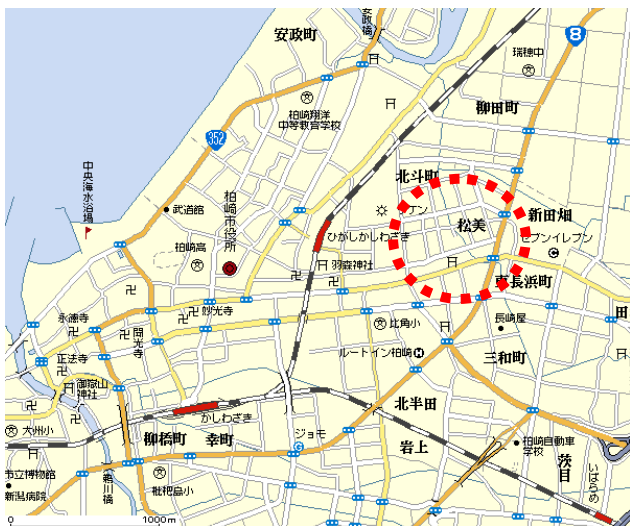 安政町
安政橋
8
瑞穂中
柏崎翔洋
中等教育学校
柳田町
352
北斗町
中央海水浴場
武道館
柏崎市役所
松美
新田畑
ひがしかしわざき
セブンイレブン
柏崎高
羽森神社
東長浜町
永徳寺
妙光寺
聞光寺
比角小
長崎屋
田
正法寺
ルートイン柏崎
三和町
御嶽山
神社
かしわざき
北半田
大州小
柳橋町
幸町
ジョモ
岩上
柏崎自動車
学校
茨目
いばらめ
市立博物館
枇杷島小
鵜川橋
新潟病院
0
1000m